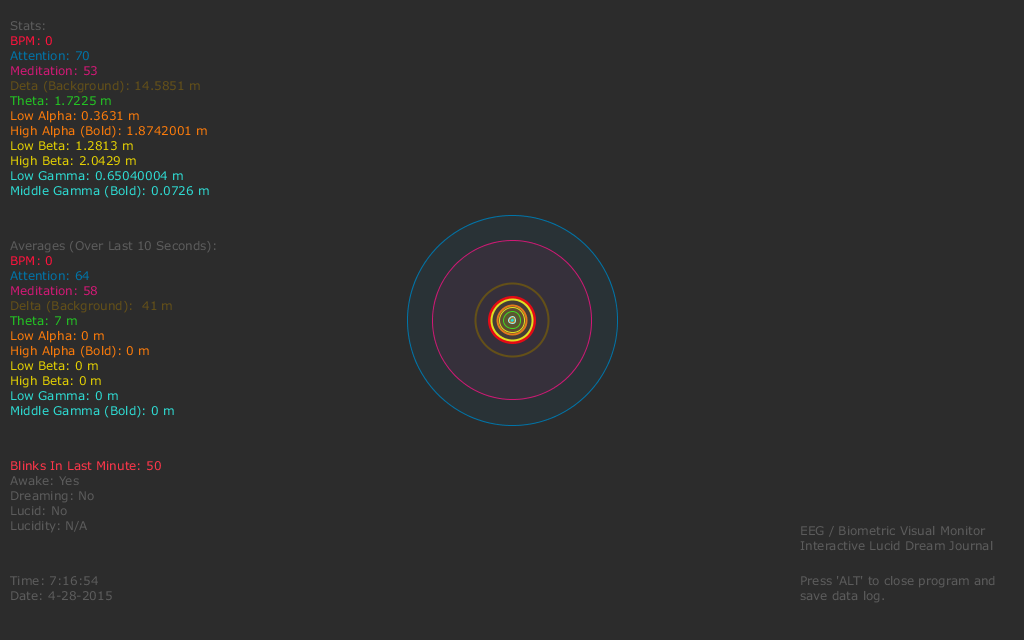 Stats:
BPM: 0
Attention: 70
Meditation: 53
Deta (Background): 14.5851 m
Theta: 1.7225 m
Low Alpha: 0.3631 m
High Alpha (Bold): 1.8742001 m
Low Beta: 1.2813 m
High Beta: 2.0429 m
Low Gamma: 0.65040004 m
Middle Gamma (Bold): 0.0726 m
Averages (Over Last 10 Seconds):
BPM: 0
Attention: 64
Meditation: 58
Delta (Background):  41 m
Theta: 7 m
Low Alpha: 0 m
High Alpha (Bold): 0 m
Low Beta: 0 m
High Beta: 0 m
Low Gamma: 0 m
Middle Gamma (Bold): 0 m
Blinks In Last Minute: 50
Awake: Yes
Dreaming: No
Lucid: No
Lucidity: N/A
Time: 7:16:54
Date: 4-28-2015
EEG / Biometric Visual Monitor
Interactive Lucid Dream Journal
Press 'ALT' to close program and
save data log.